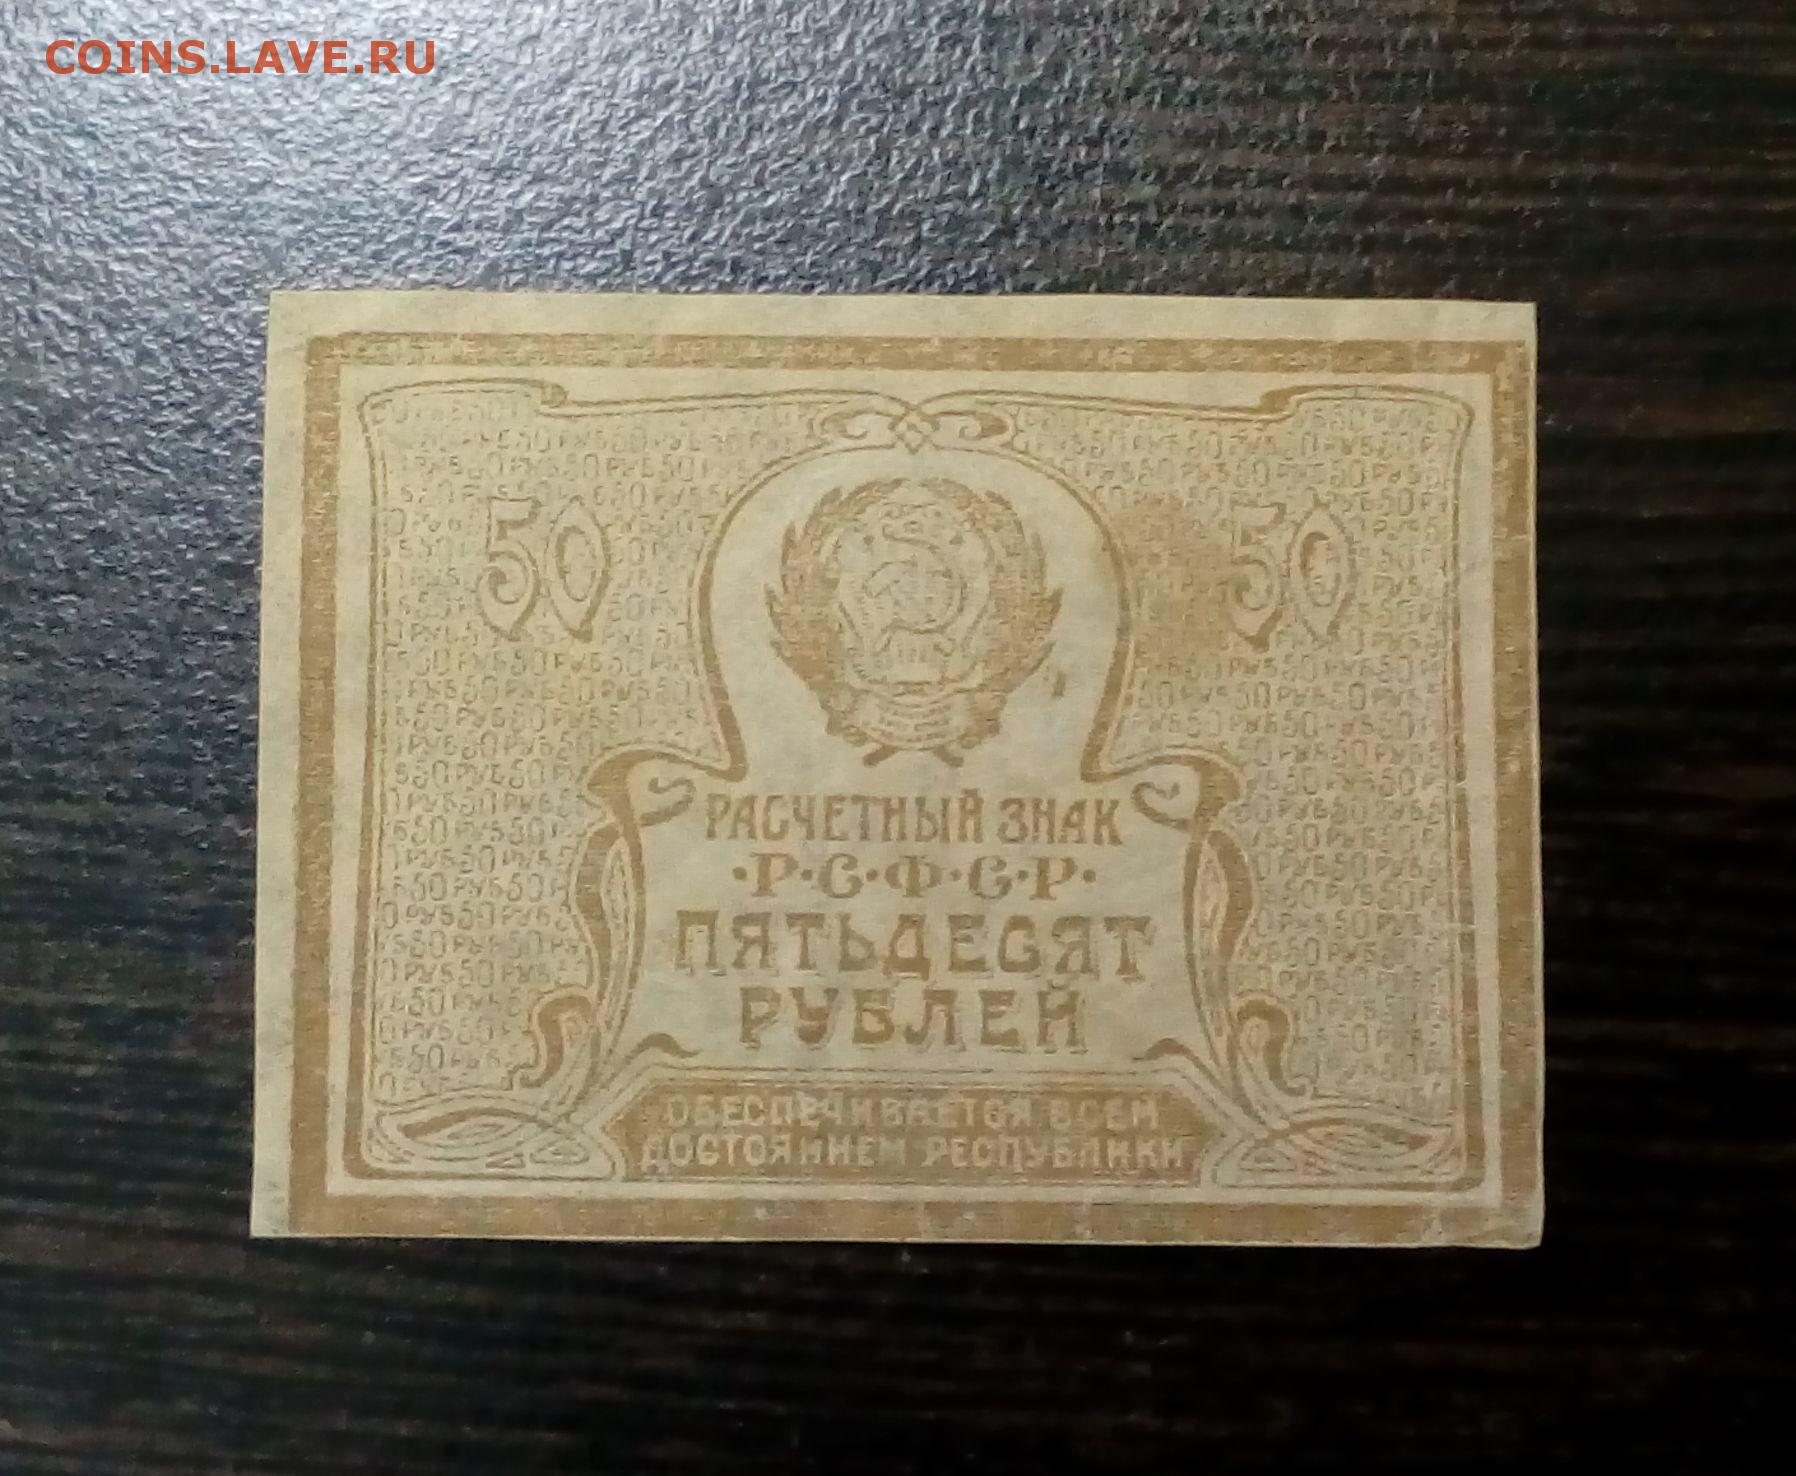 COINS.LAVE.RU
50 50
РАСЧЕТНЫЙ ЗНАК
·Р·С·Ф·С·Р·
ПЯТЬДЕСЯТ
РУБЛЕЙ
ОБЕСПЕЧИВАЕТСЯ ВСЕМ
ДОСТОЯНИЕМ РЕСПУБЛИКИ